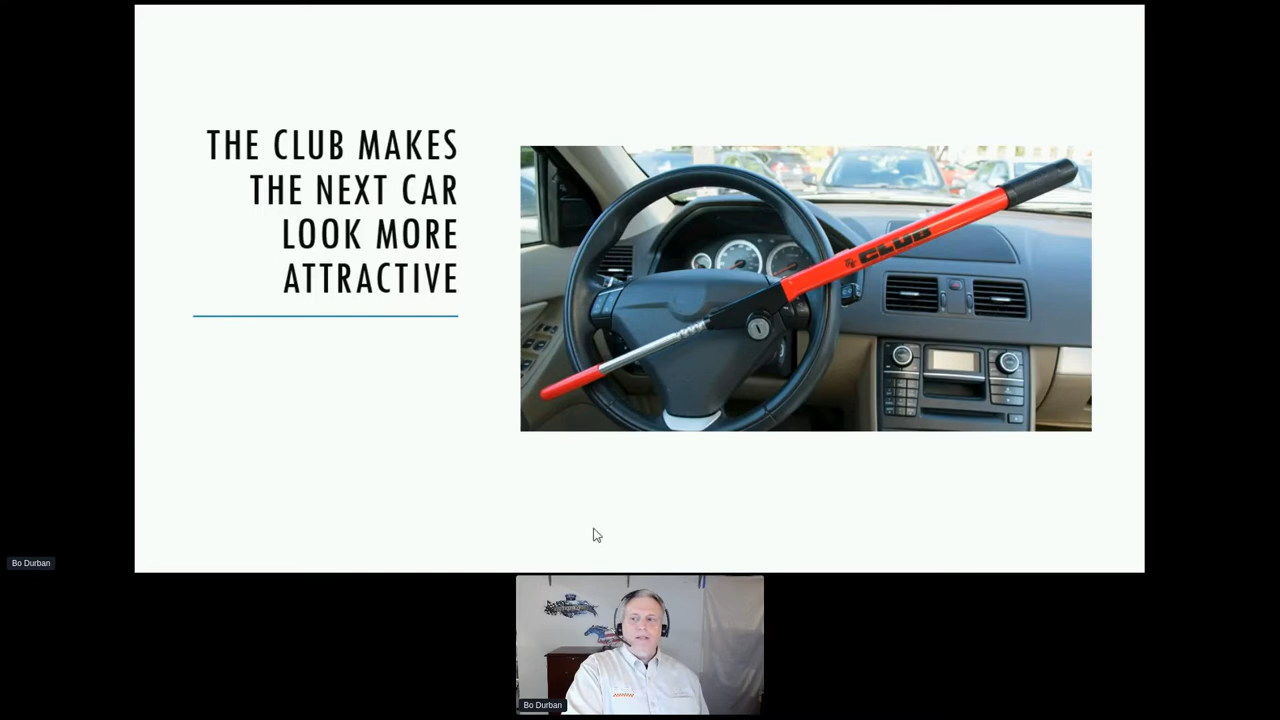 THE CLUB MAKES
THE NEXT CAR
LOOK MORE
ATTRACTIVE
CLUB
Bo Durban
Bo Durban